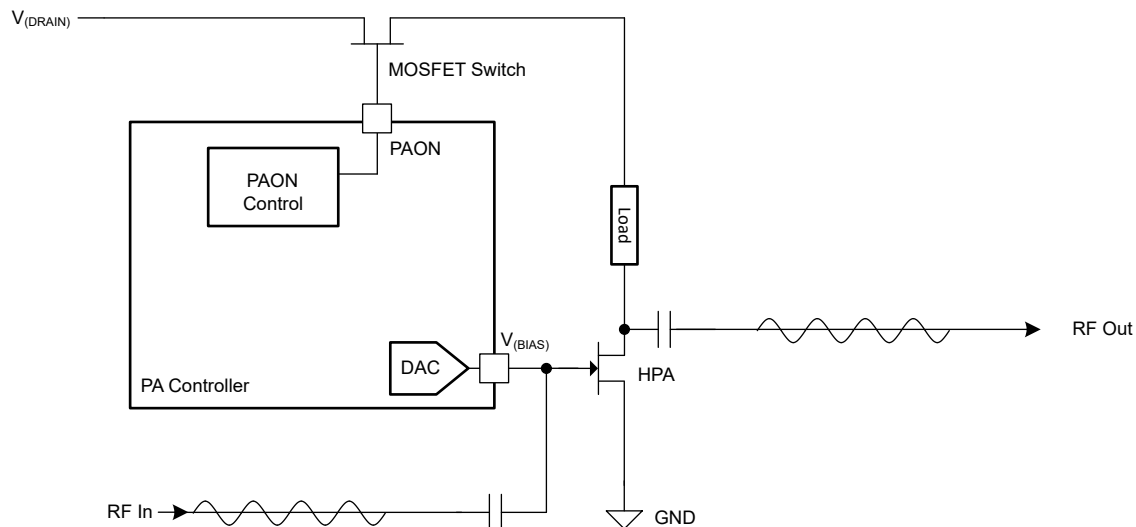 V(DRAIN)
MOSFET Switch
PAON
PAON
Control
Load
V(BIAS)
DAC
PA Controller
HPA
RF Out
RF In
GND